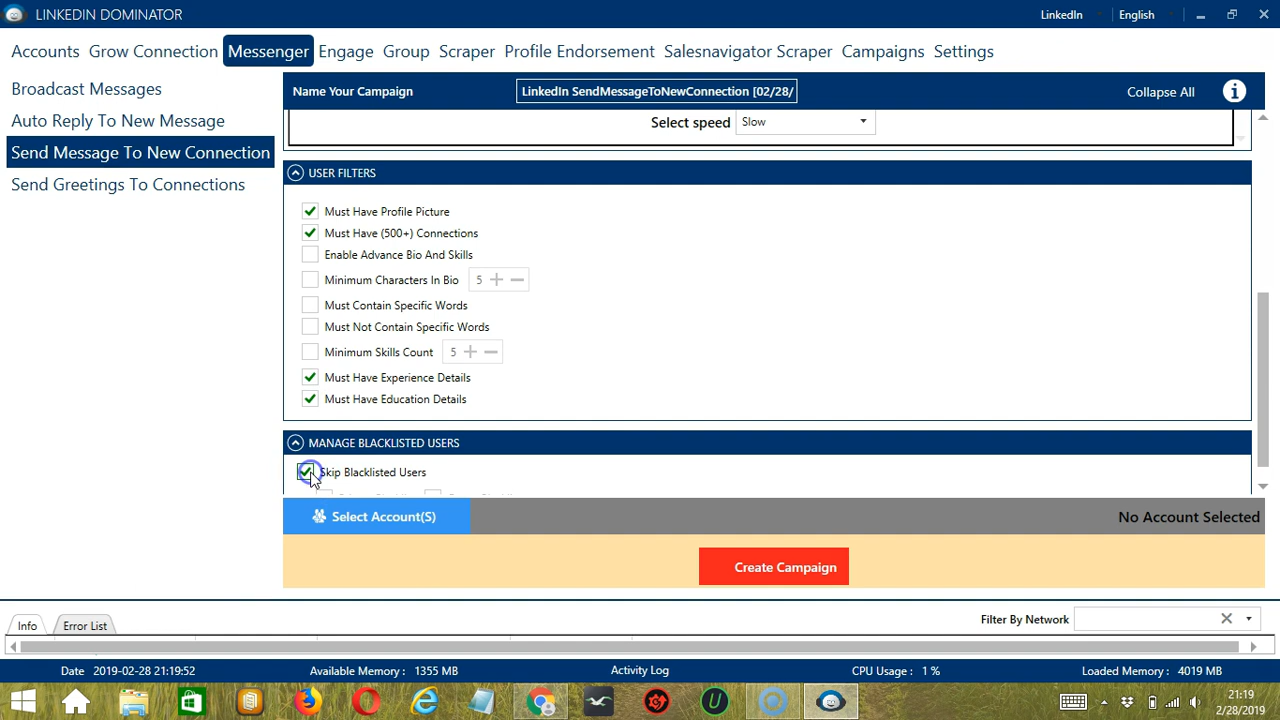 LINKEDIN DOMINATOR
LinkedIn
English
Accounts Grow Connection Messenger Engage Group Scraper Profile Endorsement Salesnavigator Scraper Campaigns Settings
Broadcast Messages
Auto Reply To New Message
Send Message To New Connection
Send Greetings To Connections
Name Your Campaign
LinkedIn SendMessageToNewConnection [02/28/
Collapse All
Select speed
Slow
USER FILTERS
Must Have Profile Picture
Must Have (500+) Connections
Enable Advance Bio And Skills
Minimum Characters In Bio 5
Must Contain Specific Words
Must Not Contain Specific Words
Minimum Skills Count 5
Must Have Experience Details
Must Have Education Details
MANAGE BLACKLISTED USERS
Skip Blacklisted Users
Select Account(S)
No Account Selected
Create Campaign
Info
Error List
Filter By Network
Date 2019-02-28 21:19:52
Available Memory : 1355 MB
Activity Log
CPU Usage : 1 %
Loaded Memory : 4019 MB
21:19
2/28/2019